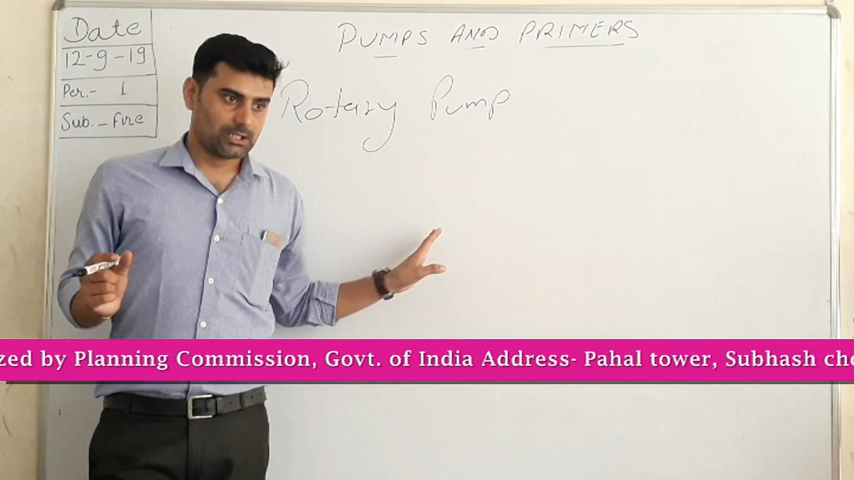 Date
12-9-19
Per.- 1
Sub. - Fire
PUMPS AND PRIMERS
Rotary Pump
zed by Planning Commission, Govt. of India Address- Pahal tower, Subhash cho